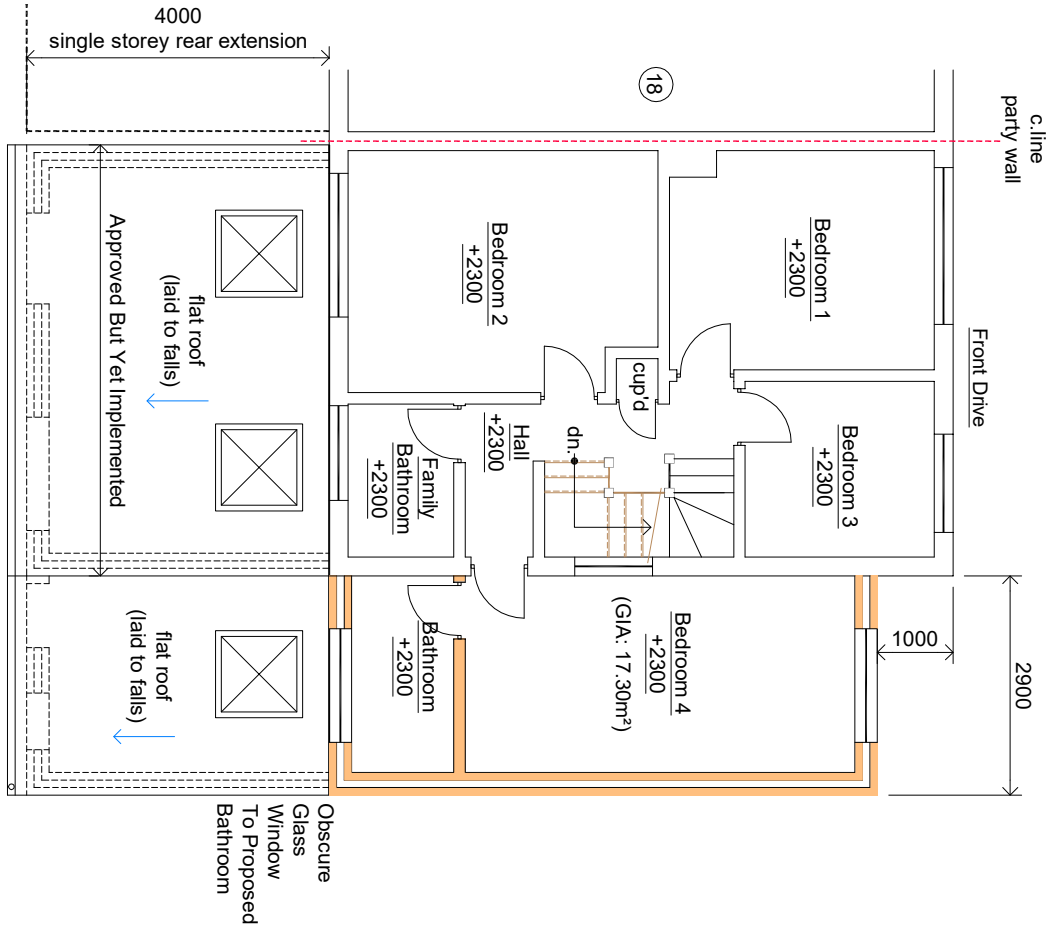 4000
single storey rear extension
18
c.line
party wall
Front Drive
Bedroom 1
+2300
Bedroom 2
+2300
cup'd
Bedroom 3
+2300
Hall
+2300
dn.
Family
Bathroom
+2300
flat roof
(laid to falls)
Approved But Yet Implemented
Bedroom 4
+2300
(GIA: 17.30m²)
Bathroom
+2300
flat roof
(laid to falls)
1000
2900
Obscure
Glass
Window
To Proposed
Bathroom